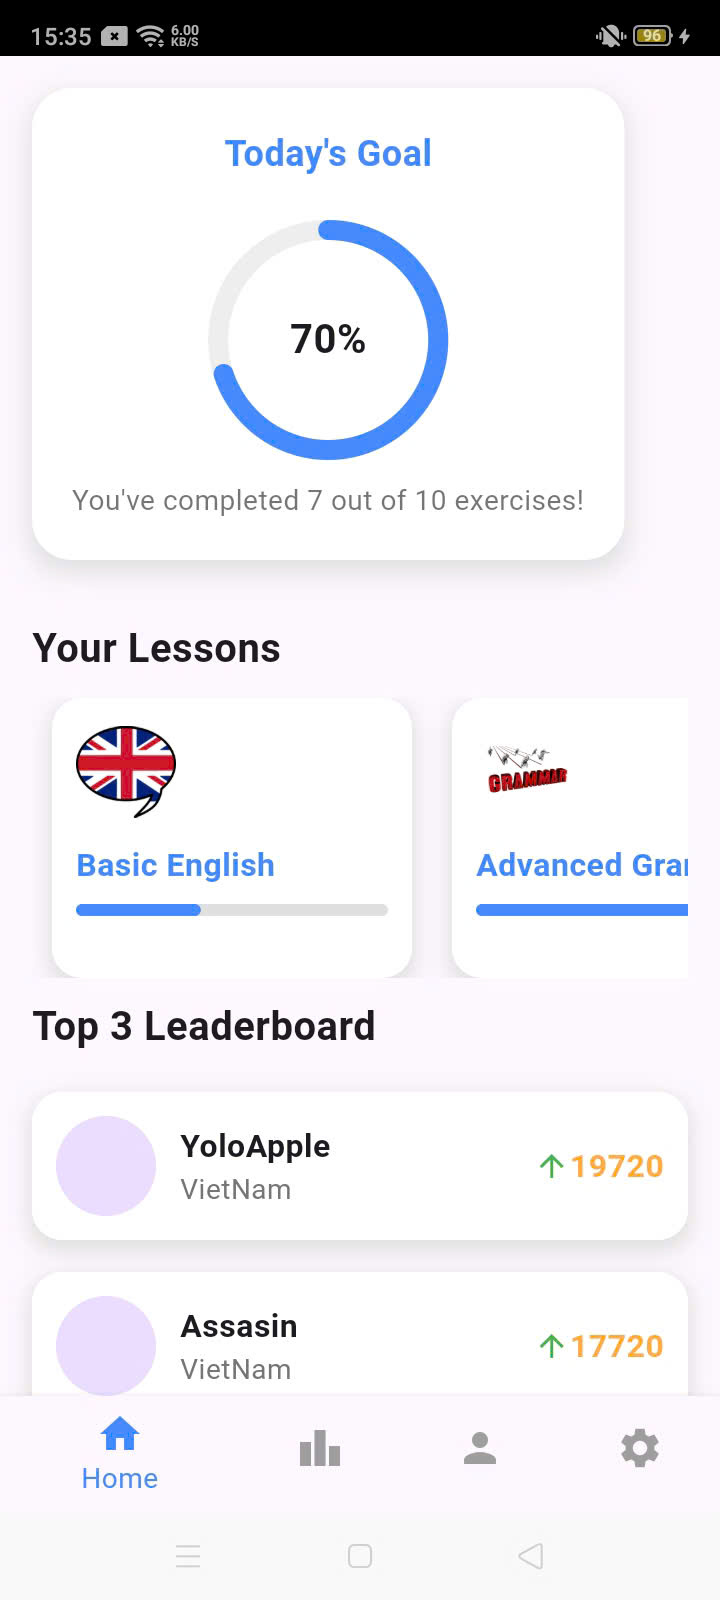 15:35 6.00 KB/S 96
Today's Goal
70%
You've completed 7 out of 10 exercises!
Your Lessons
GRAMMAR
Basic English Advanced Gra
Top 3 Leaderboard
YoloApple
VietNam
19720
Assasin
VietNam
17720
Home